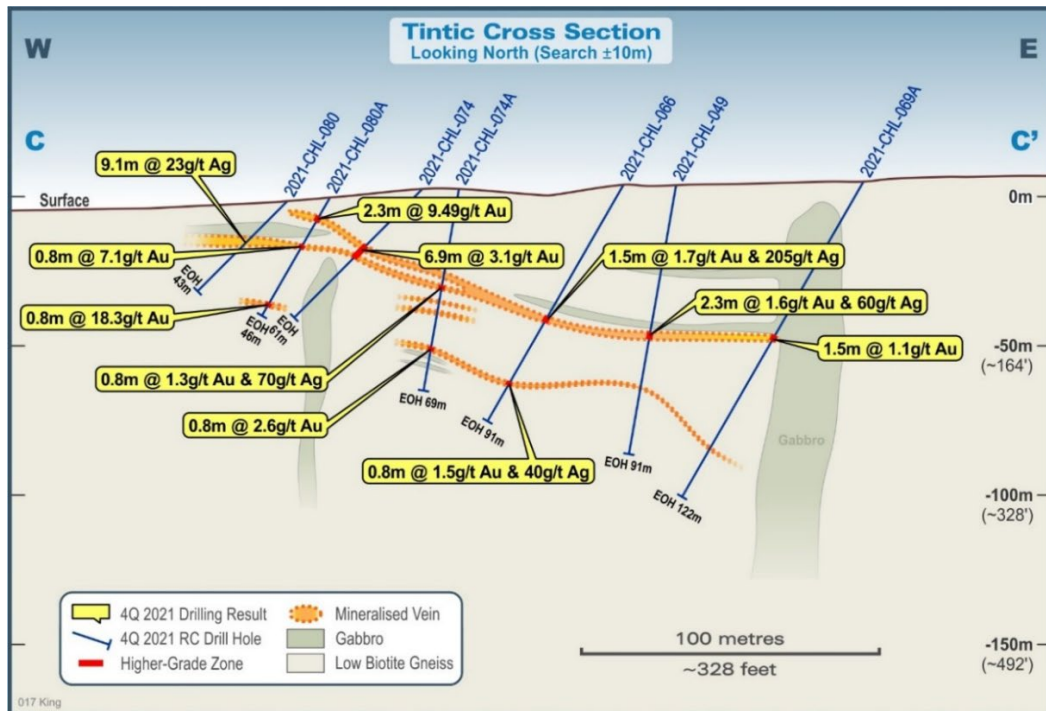 Tintic Cross Section
Looking North (Search ±10m)
W
E
C
C'
2021-CHL-080
2021-CHL-080A
2021-CHL-074
2021-CHL-074A
2021-CHL-066
2021-CHL-049
2021-CHL-069A
9.1m @ 23g/t Ag
Surface
0m
2.3m @ 9.49g/t Au
0.8m @ 7.1g/t Au
6.9m @ 3.1g/t Au
1.5m @ 1.7g/t Au & 205g/t Ag
EOH
43m
2.3m @ 1.6g/t Au & 60g/t Ag
0.8m @ 18.3g/t Au
EOH
46m
EOH
61m
-50m
(~164')
1.5m @ 1.1g/t Au
0.8m @ 1.3g/t Au & 70g/t Ag
EOH 69m
0.8m @ 2.6g/t Au
EOH 91m
EOH 91m
Gabbro
0.8m @ 1.5g/t Au & 40g/t Ag
EOH 122m
-100m
(~328')
4Q 2021 Drilling Result
Mineralised Vein
4Q 2021 RC Drill Hole
Gabbro
Higher-Grade Zone
Low Biotite Gneiss
100 metres
~328 feet
-150m
(~492')
017 King